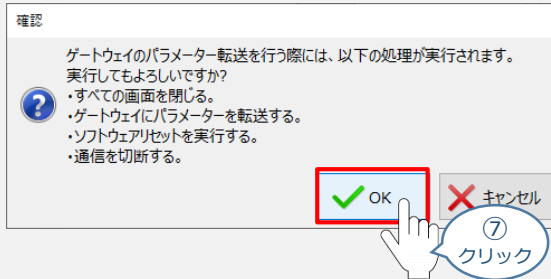 確認
ゲートウェイのパラメーター転送を行う際には、以下の処理が実行されます。
実行してもよろしいですか?
・すべての画面を閉じる。
・ゲートウェイにパラメーターを転送する。
・ソフトウェアリセットを実行する。
・通信を切断する。
OK
キャンセル
⑦
クリック